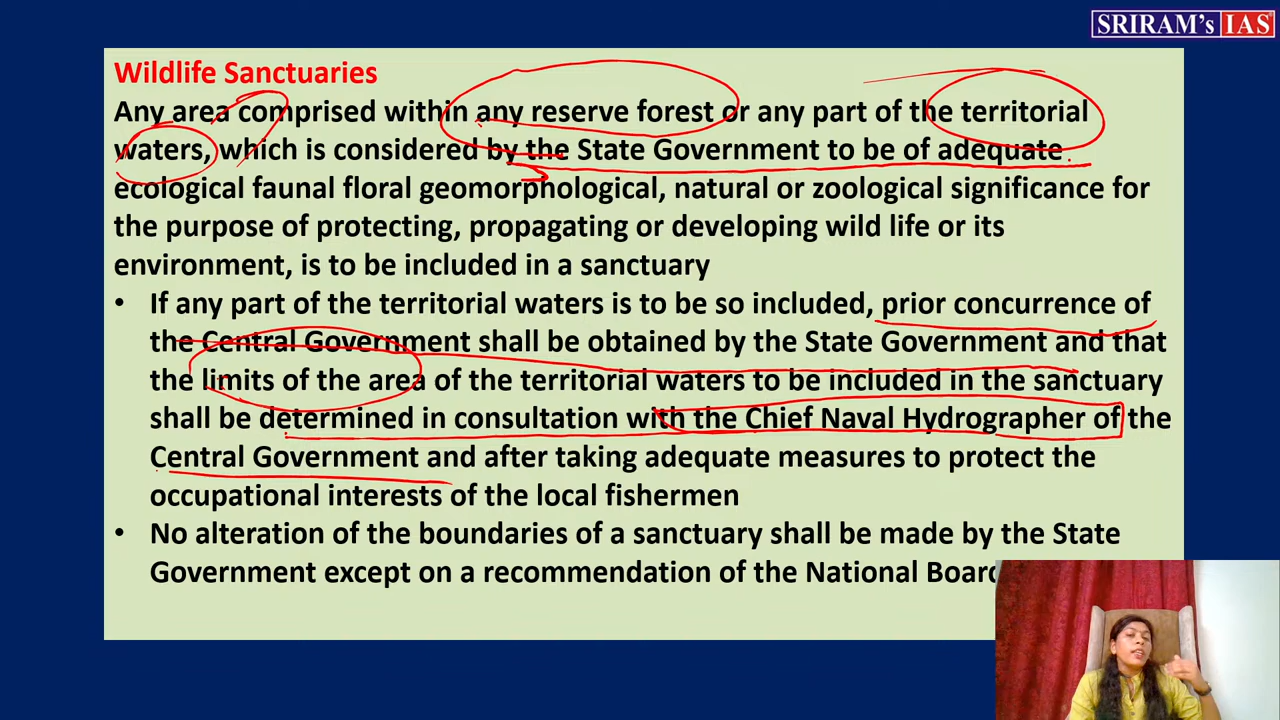 SRIRAM's IAS
Wildlife Sanctuaries
Any area comprised within any reserve forest or any part of the territorial
waters, which is considered by the State Government to be of adequate
ecological faunal floral geomorphological, natural or zoological significance for
the purpose of protecting, propagating or developing wild life or its
environment, is to be included in a sanctuary
• If any part of the territorial waters is to be so included, prior concurrence of
the Central Government shall be obtained by the State Government and that
the limits of the area of the territorial waters to be included in the sanctuary
shall be determined in consultation with the Chief Naval Hydrographer of the
Central Government and after taking adequate measures to protect the
occupational interests of the local fishermen
• No alteration of the boundaries of a sanctuary shall be made by the State
Government except on a recommendation of the National Board